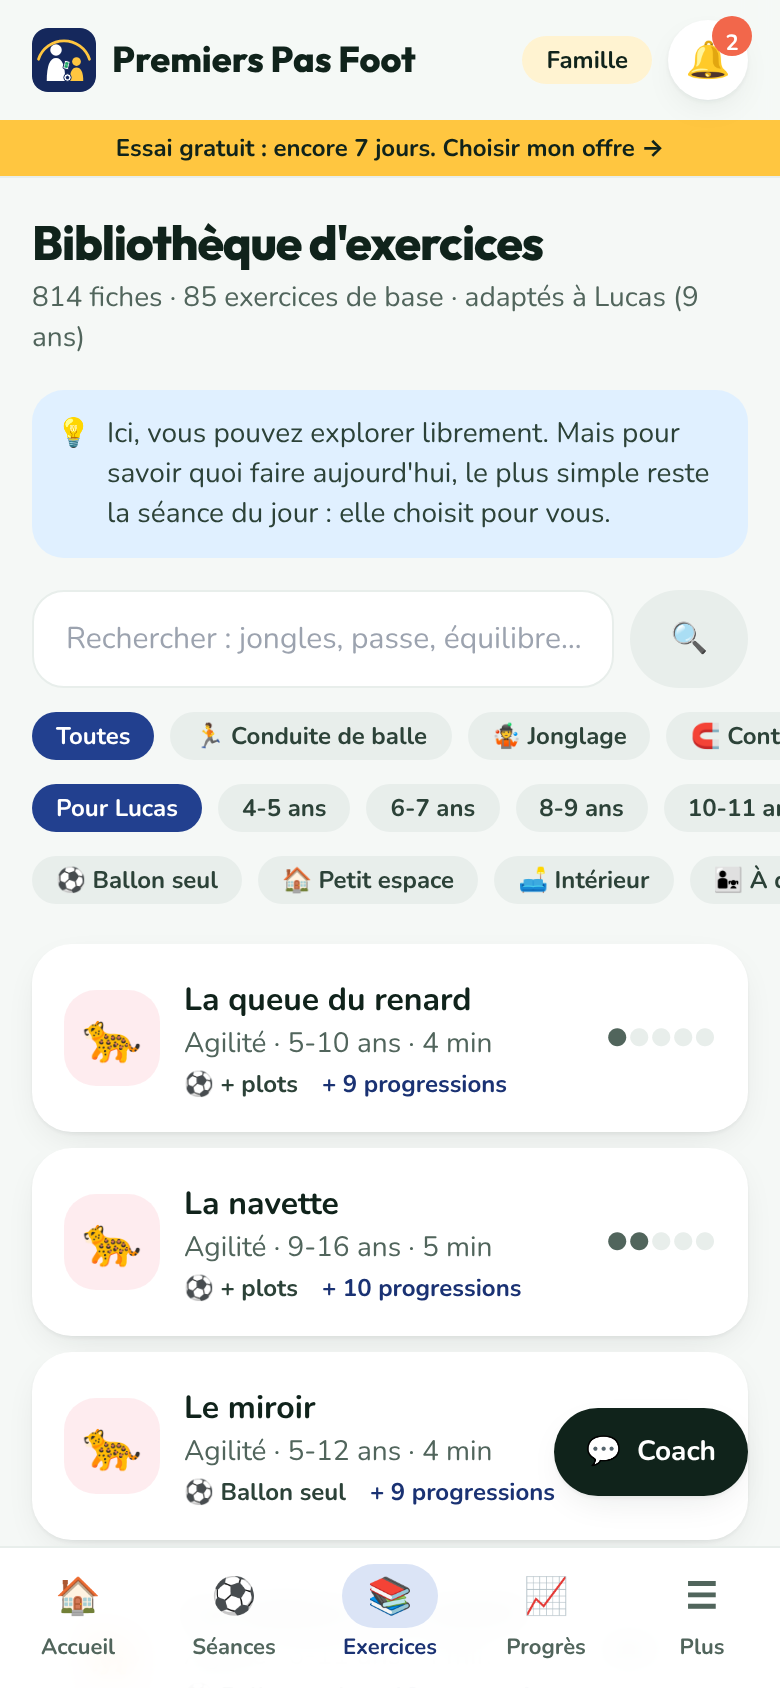 Premiers Pas Foot
Famille
2
Essai gratuit : encore 7 jours. Choisir mon offre →
Bibliothèque d'exercices
814 fiches · 85 exercices de base · adaptés à Lucas (9
ans)
Ici, vous pouvez explorer librement. Mais pour
savoir quoi faire aujourd'hui, le plus simple reste
la séance du jour : elle choisit pour vous.
Rechercher : jongles, passe, équilibre...
Toutes
Conduite de balle
Jonglage
Cont
Pour Lucas
4-5 ans
6-7 ans
8-9 ans
10-11 a
Ballon seul
Petit espace
Intérieur
À
La queue du renard
Agilité · 5-10 ans · 4 min
+ plots + 9 progressions
La navette
Agilité · 9-16 ans · 5 min
+ plots + 10 progressions
Le miroir
Agilité · 5-12 ans · 4 min
Ballon seul + 9 progressions
Coach
Accueil
Séances
Exercices
Progrès
Plus